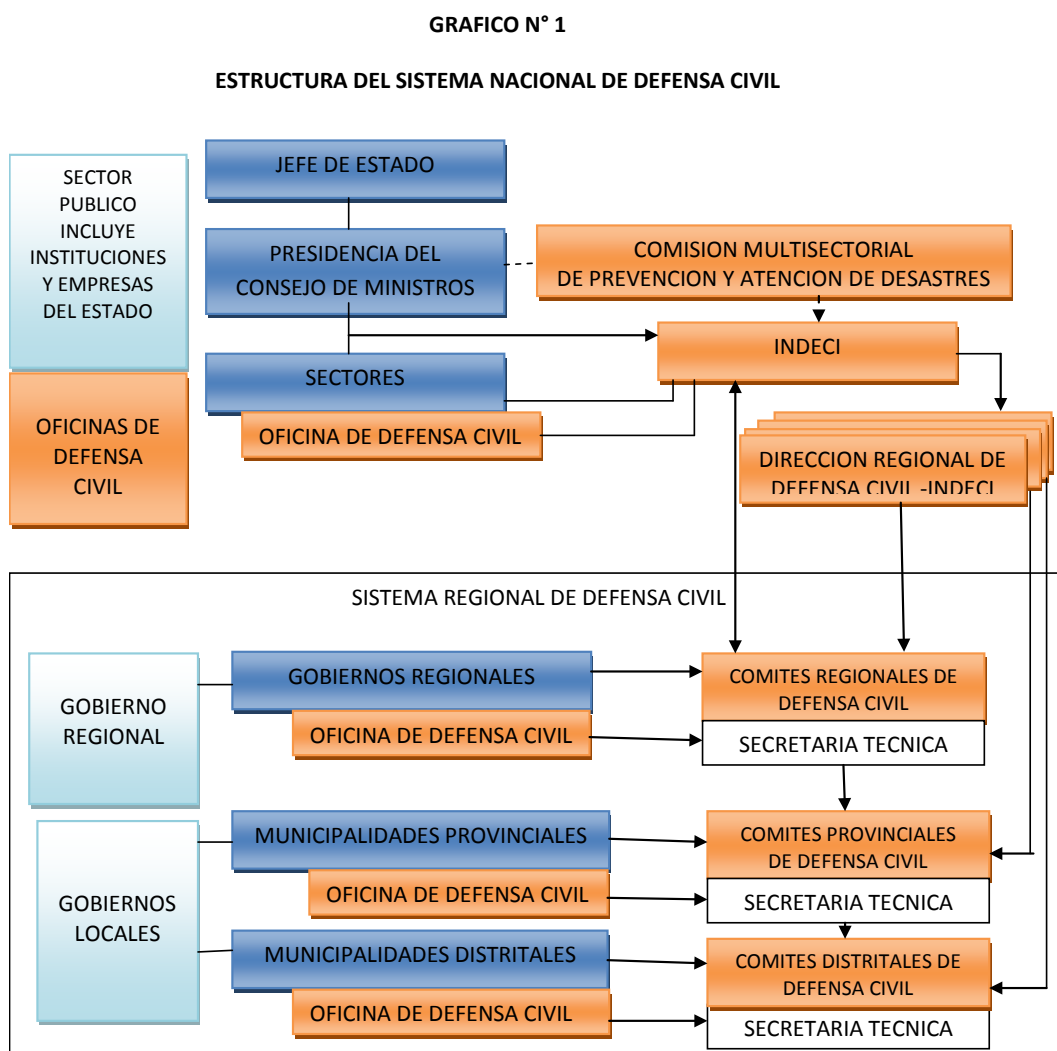 GRAFICO N° 1
ESTRUCTURA DEL SISTEMA NACIONAL DE DEFENSA CIVIL
SECTOR
PUBLICO
INCLUYE
INSTITUCIONES
Y EMPRESAS
DEL ESTADO
OFICINAS DE
DEFENSA
CIVIL
JEFE DE ESTADO
PRESIDENCIA DEL
CONSEJO DE MINISTROS
COMISION MULTISECTORIAL
DE PREVENCION Y ATENCION DE DESASTRES
INDECI
SECTORES
OFICINA DE DEFENSA CIVIL
DIRECCION REGIONAL DE
DEFENSA CIVIL -INDECI
SISTEMA REGIONAL DE DEFENSA CIVIL
GOBIERNO
REGIONAL
GOBIERNOS REGIONALES
OFICINA DE DEFENSA CIVIL
COMITES REGIONALES DE
DEFENSA CIVIL
SECRETARIA TECNICA
GOBIERNOS
LOCALES
MUNICIPALIDADES PROVINCIALES
OFICINA DE DEFENSA CIVIL
COMITES PROVINCIALES
DE DEFENSA CIVIL
SECRETARIA TECNICA
MUNICIPALIDADES DISTRITALES
OFICINA DE DEFENSA CIVIL
COMITES DISTRITALES DE
DEFENSA CIVIL
SECRETARIA TECNICA